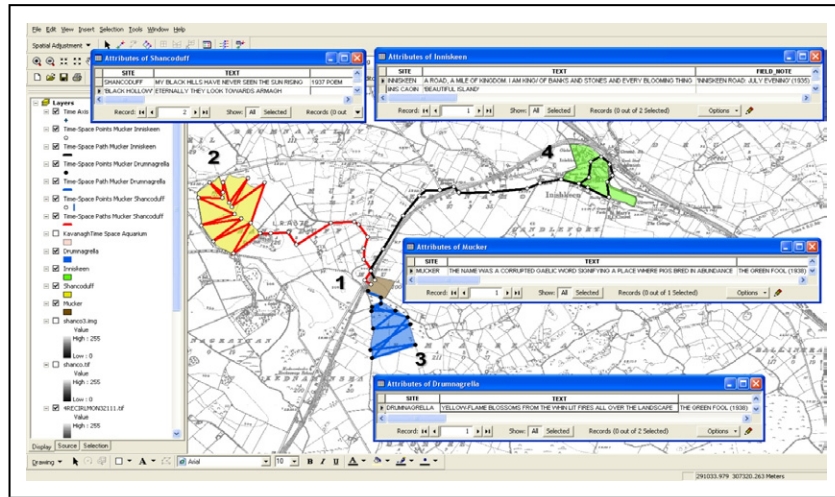 File Edit View Insert Selection Tools Window Help
Spatial Adjustment
Attributes of Shancoduff
SITE TEXT
SHANCODUFF MY BLACK HILLS HAVE NEVER SEEN THE SUN RISING 1937 POEM
'BLACK HOLLOW' ETERNALLY THEY LOOK TOWARDS ARMAGH
Record: 2 Show: All Selected Records (0 out
Attributes of Inniskeen
SITE TEXT FIELD_NOTE
INNISKEEN A ROAD, A MILE OF KINGDOM. I AM KING OF BANKS AND STONES AND EVERY BLOOMING THING 'INNISKEEN ROAD: JULY EVENING' (1935)
INIS CAOIN 'BEAUTIFUL ISLAND'
Record: 1 Show: All Selected Records (0 out of 2 Selected) Options
Layers
Time Axis
Time-Space Points Mucker Inniskeen
Time-Space Path Mucker Inniskeen
Time-Space Points Mucker Drumnagrella
Time-Space Path Mucker Drumnagrella
Time-Space Points Mucker Shancoduff
Time-Space Paths Mucker Shancoduff
KavanaghTime Space Aquarium
Drumnagrella
Inniskeen
Shancoduff
Mucker
shanco3.img
Value
High : 255
Low : 0
shanco.tif
Value
High : 255
Low : 0
4RECIRLMON32111.tif
Value
High : 255
2
4
Inishkeen
1
3
Attributes of Mucker
SITE TEXT
MUCKER THE NAME WAS A CORRUPTED GAELIC WORD SIGNIFYING A PLACE WHERE PIGS BRED IN ABUNDANCE THE GREEN FOOL (1938)
Record: 1 Show: All Selected Records (0 out of 1 Selected) Options
Attributes of Drumnagrella
SITE TEXT
DRUMNAGRELLA YELLOW-FLAME BLOSSOMS FROM THE WHIN LIT FIRES ALL OVER THE LANDSCAPE THE GREEN FOOL (1938)
Record: 1 Show: All Selected Records (0 out of 2 Selected) Options
Display Source Selection
Drawing A Arial 10 B I U A
291033.979 307320.263 Meters